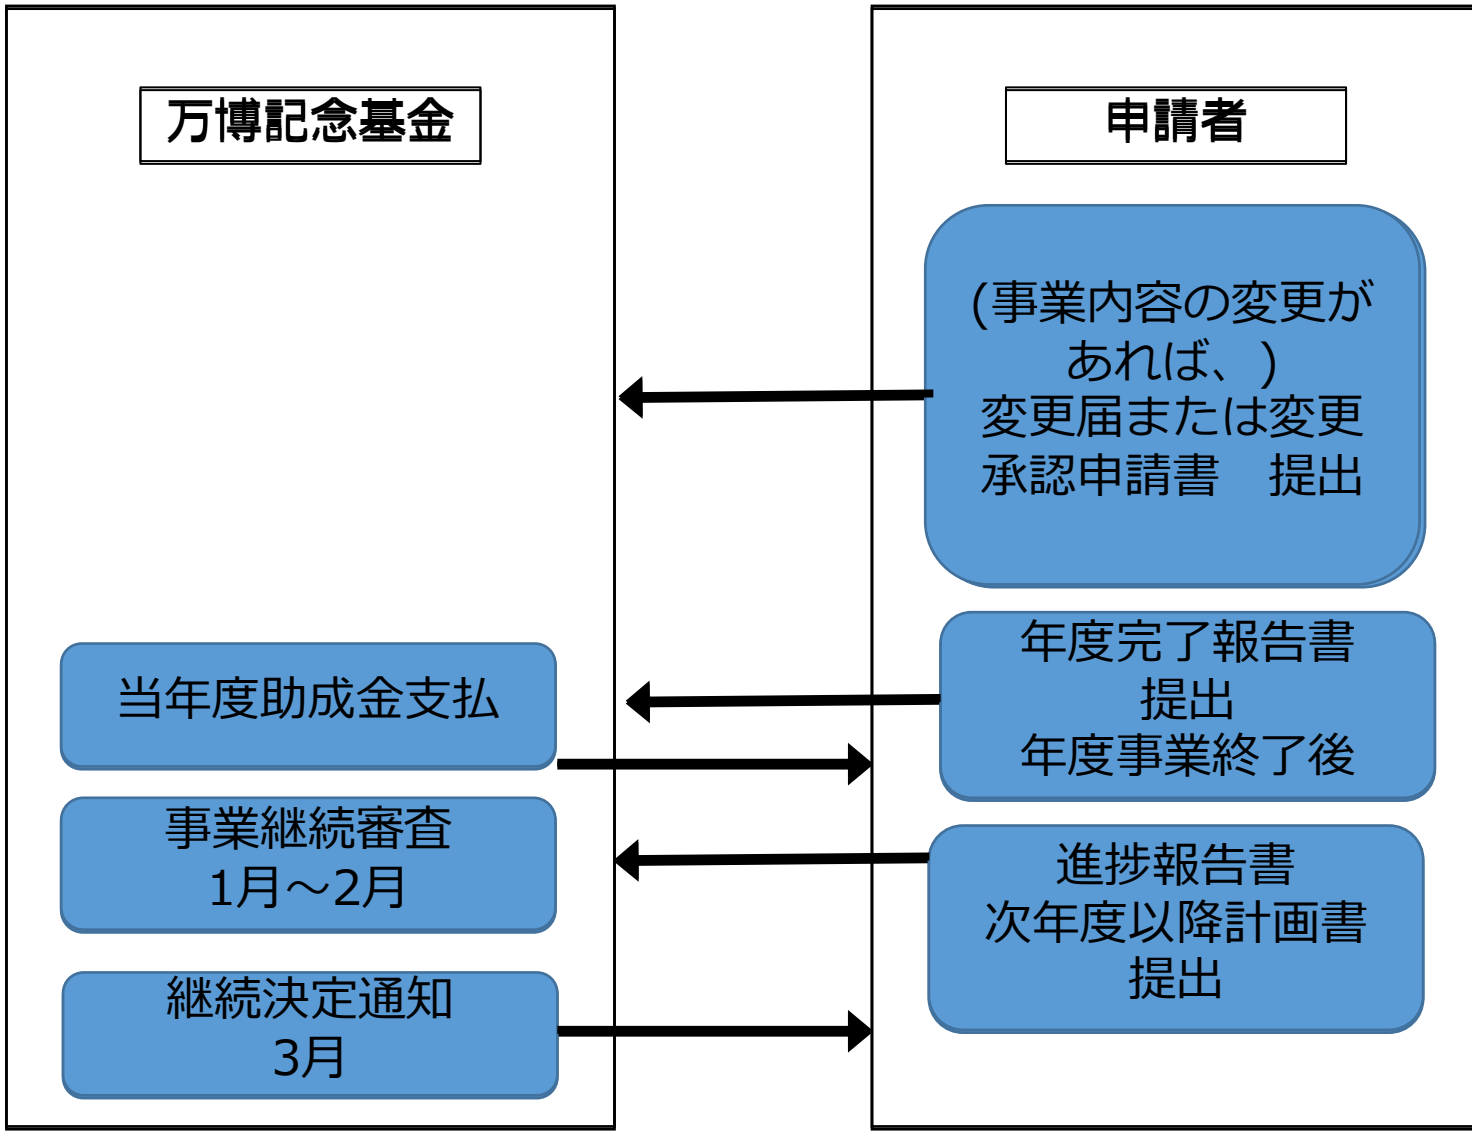 万博記念基金
申請者
(事業内容の変更が
あれば、)
変更届または変更
承認申請書　提出
年度完了報告書
提出
年度事業終了後
当年度助成金支払
事業継続審査
1月～2月
進捗報告書
次年度以降計画書
提出
継続決定通知
3月